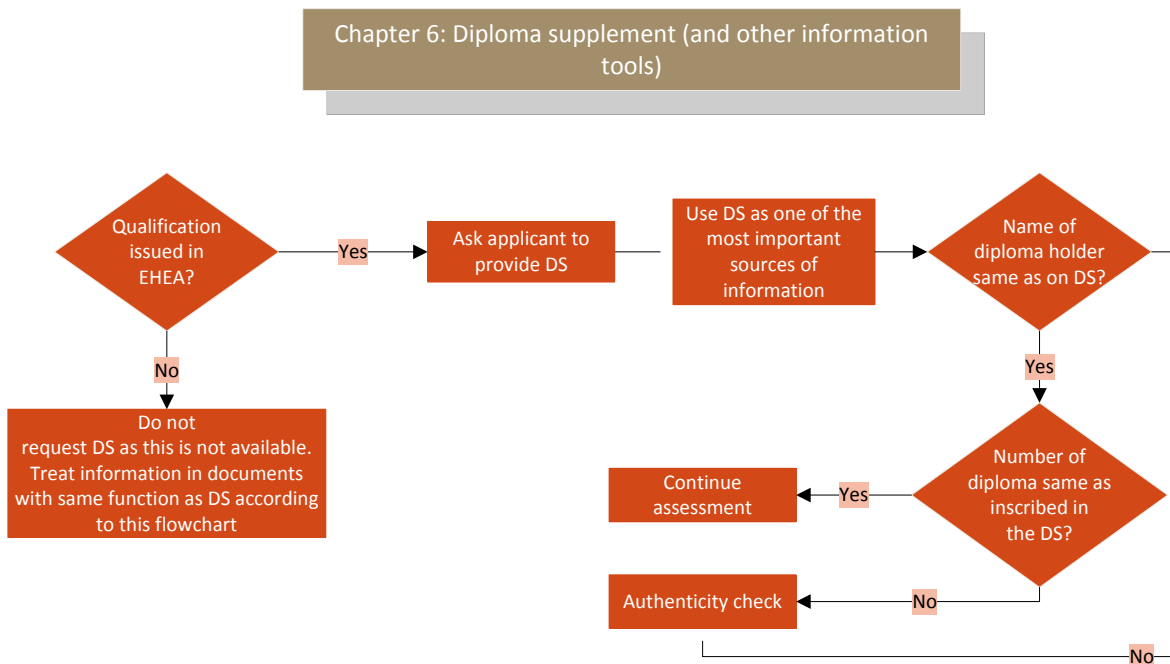 Chapter 6: Diploma supplement (and other information
tools)
Qualification
issued in
EHEA?
Yes
Ask applicant to
provide DS
Use DS as one of the
most important
sources of
information
Name of
diploma holder
same as on DS?
No
Yes
Do not
request DS as this is not available.
Treat information in documents
with same function as DS according
to this flowchart
Number of
diploma same as
inscribed in
the DS?
Yes
Continue
assessment
No
Authenticity check
No